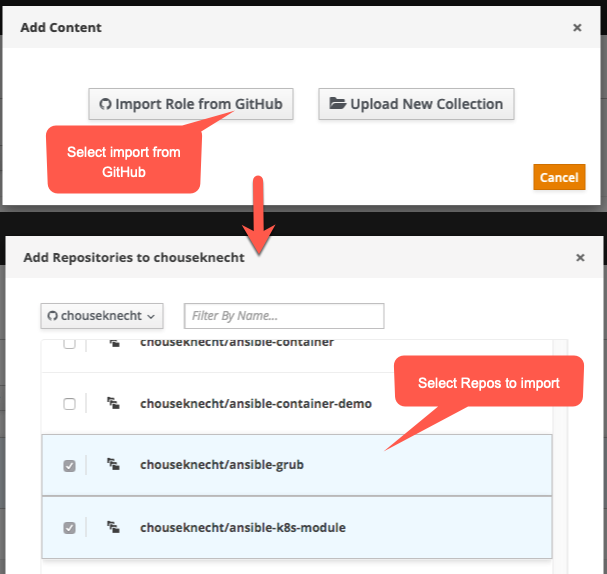 Add Content
×
Import Role from GitHub
Upload New Collection
Select import from
GitHub
Cancel
Add Repositories to chouseknecht
×
chouseknecht
Filter By Name...
chouseknecht/ansible-container
Select Repos to import
chouseknecht/ansible-container-demo
chouseknecht/ansible-grub
chouseknecht/ansible-k8s-module